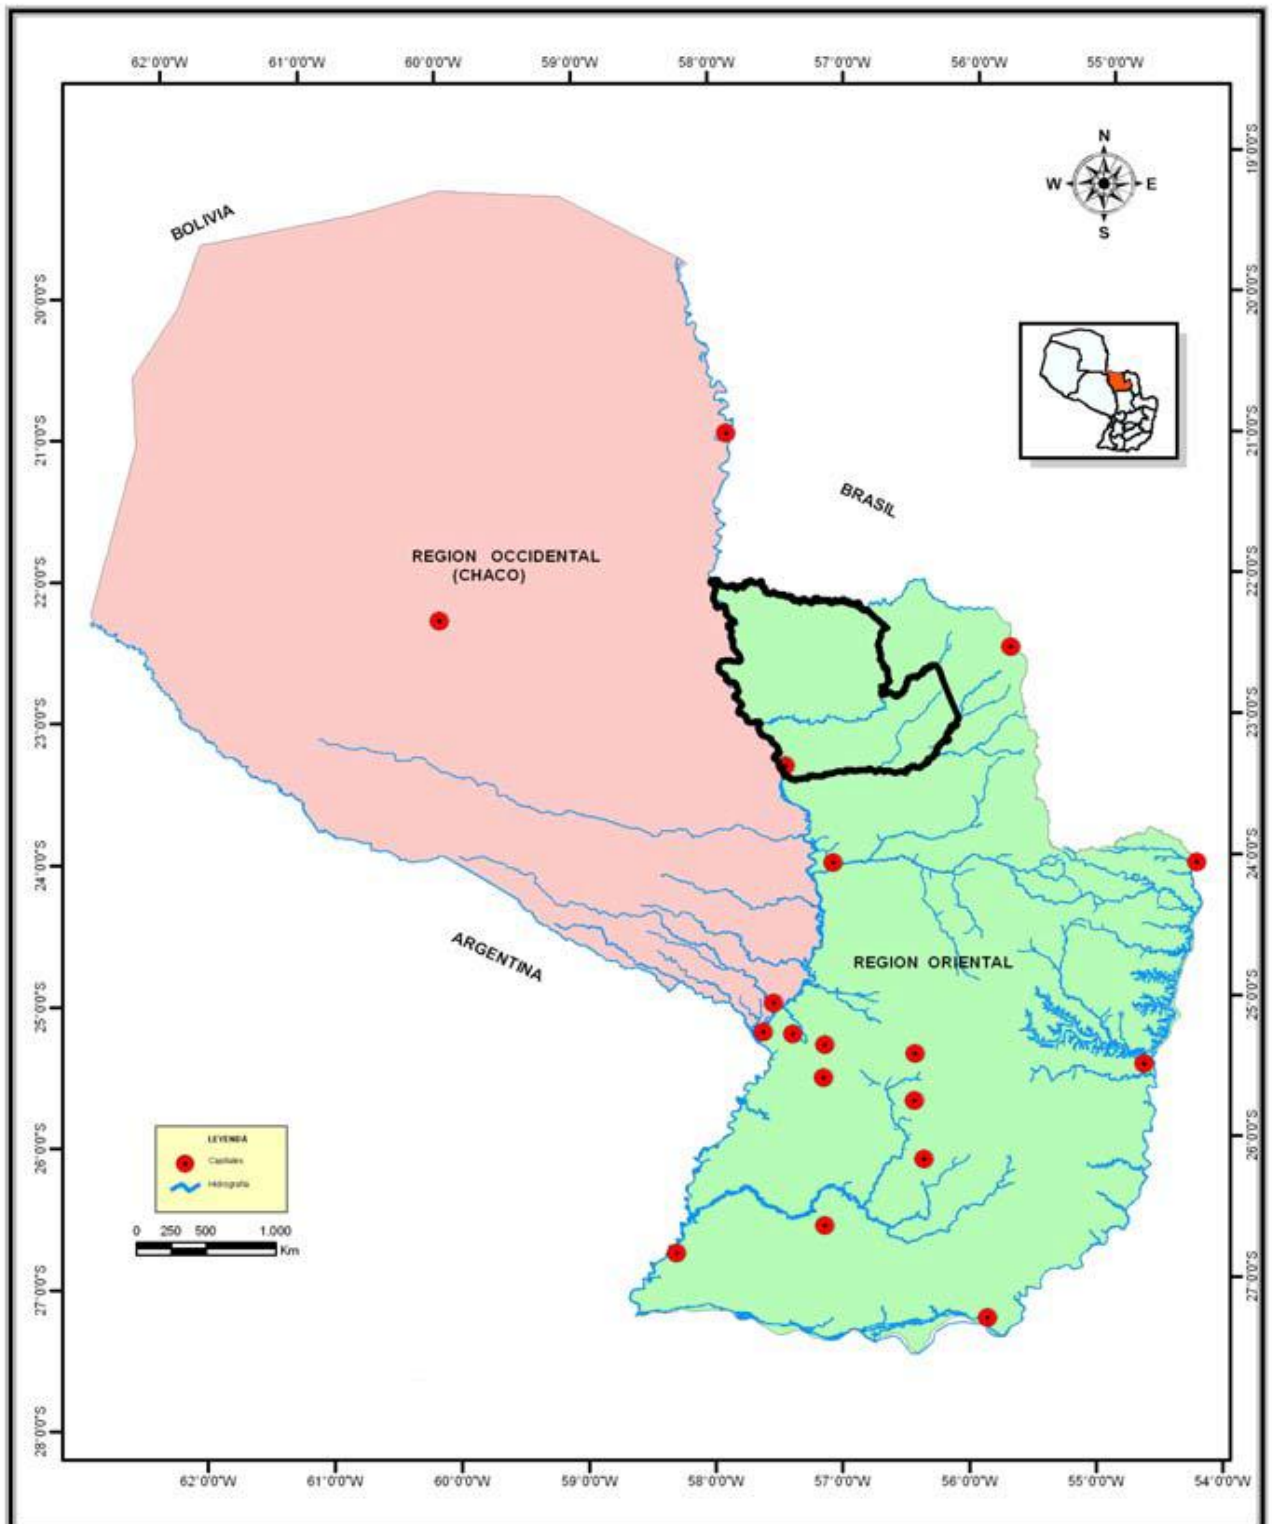 62°0'0"W 61°0'0"W 60°0'0"W 59°0'0"W 58°0'0"W 57°0'0"W 56°0'0"W 55°0'0"W
19°0'0"S
N
W E
S
BOLIVIA
20°0'0"S 20°0'0"S
21°0'0"S 21°0'0"S
BRASIL
REGION OCCIDENTAL
(CHACO)
22°0'0"S 22°0'0"S
23°0'0"S 23°0'0"S
24°0'0"S 24°0'0"S
ARGENTINA
REGION ORIENTAL
25°0'0"S 25°0'0"S
LEYENDA
Capitales
Hidrografia
26°0'0"S 26°0'0"S
0 250 500 1.000
Km
27°0'0"S 27°0'0"S
28°0'0"S
62°0'0"W 61°0'0"W 60°0'0"W 59°0'0"W 58°0'0"W 57°0'0"W 56°0'0"W 55°0'0"W 54°0'0"W